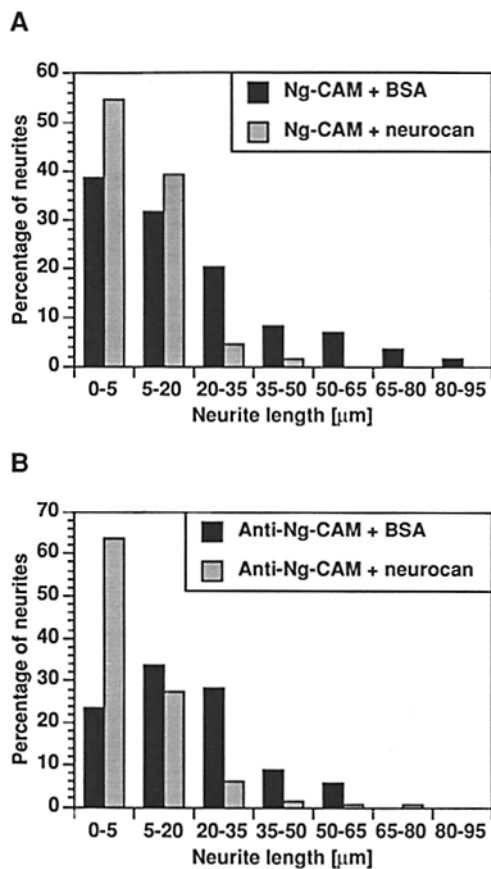 A
Percentage of neurites
60
50
40
30
20
10
0
Ng-CAM + BSA
Ng-CAM + neurocan
0-5 5-20 20-35 35-50 50-65 65-80 80-95
Neurite length [μm]
B
Percentage of neurites
70
60
50
40
30
20
10
0
Anti-Ng-CAM + BSA
Anti-Ng-CAM + neurocan
0-5 5-20 20-35 35-50 50-65 65-80 80-95
Neurite length [μm]